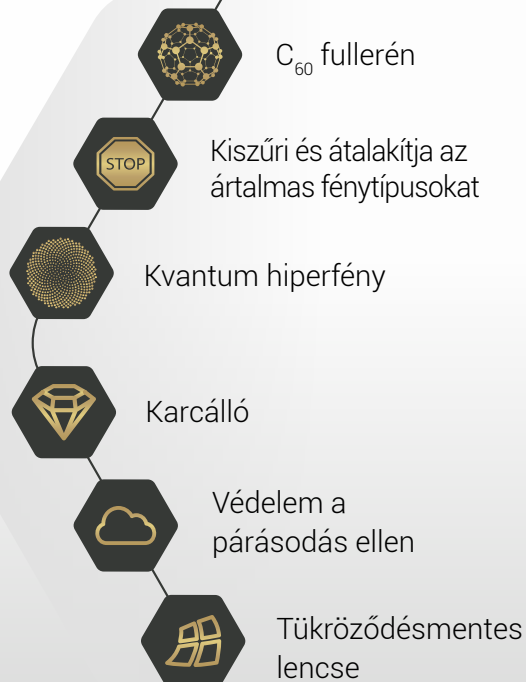 C₆₀ fullerén
STOP
Kiszűri és átalakítja az
ártalmas fénytípusokat
Kvantum hiperfény
Karcálló
Védelem a
párásodás ellen
Tükröződésmentes
lencse